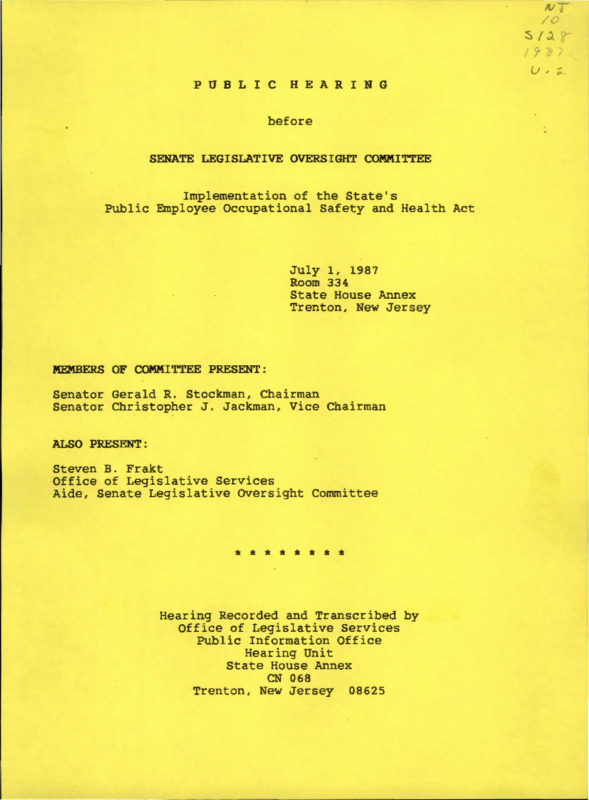 NJ
10
S128
1987
P U B L I C   H E A R I N G
before
SENATE LEGISLATIVE OVERSIGHT COMMITTEE
Implementation of the State's
Public Employee Occupational Safety and Health Act
July 1, 1987
Room 334
State House Annex
Trenton, New Jersey
MEMBERS OF COMMITTEE PRESENT:
Senator Gerald R. Stockman, Chairman
Senator Christopher J. Jackman, Vice Chairman
ALSO PRESENT:
Steven B. Frakt
Office of Legislative Services
Aide, Senate Legislative Oversight Committee
* * * * * * * *
Hearing Recorded and Transcribed by
Office of Legislative Services
Public Information Office
Hearing Unit
State House Annex
CN 068
Trenton, New Jersey  08625